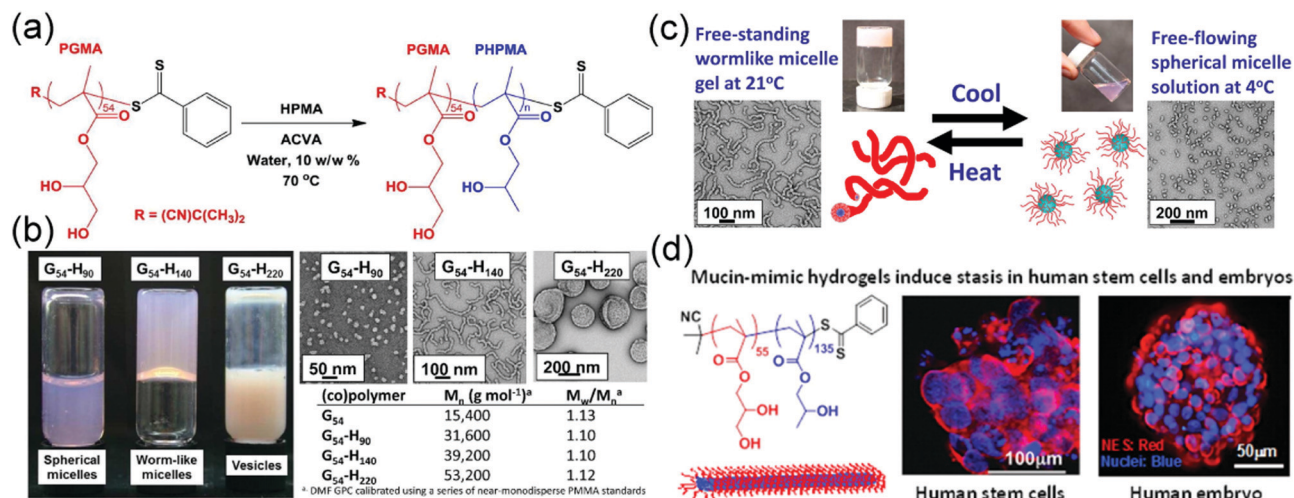 (a)
PGMA
PGMA
PHPMA
R
54
S
S
O
O
HO
HO
HPMA
ACVA
Water, 10 w/w %
70 °C
R = (CN)C(CH₃)₂
R
54
n
S
S
O
O
O
O
HO
HO
HO
(b)
G₅₄-H₉₀
G₅₄-H₁₄₀
G₅₄-H₂₂₀
Spherical micelles
Worm-like micelles
Vesicles
G₅₄-H₉₀
G₅₄-H₁₄₀
G₅₄-H₂₂₀
50 nm
100 nm
200 nm
(co)polymer Mₙ (g mol⁻¹)ᵃ M_w/Mₙᵃ
G₅₄ 15,400 1.13
G₅₄-H₉₀ 31,600 1.10
G₅₄-H₁₄₀ 39,200 1.10
G₅₄-H₂₂₀ 53,200 1.12
a. DMF GPC calibrated using a series of near-monodisperse PMMA standards
(c)
Free-standing
wormlike micelle
gel at 21°C
100 nm
Cool
Heat
Free-flowing
spherical micelle
solution at 4°C
200 nm
(d)
Mucin-mimic hydrogels induce stasis in human stem cells and embryos
NC
55
135
S
S
O
O
O
O
OH
OH
OH
100μm
Human stem cells
NES: Red
Nuclei: Blue
50μm
Human embryo